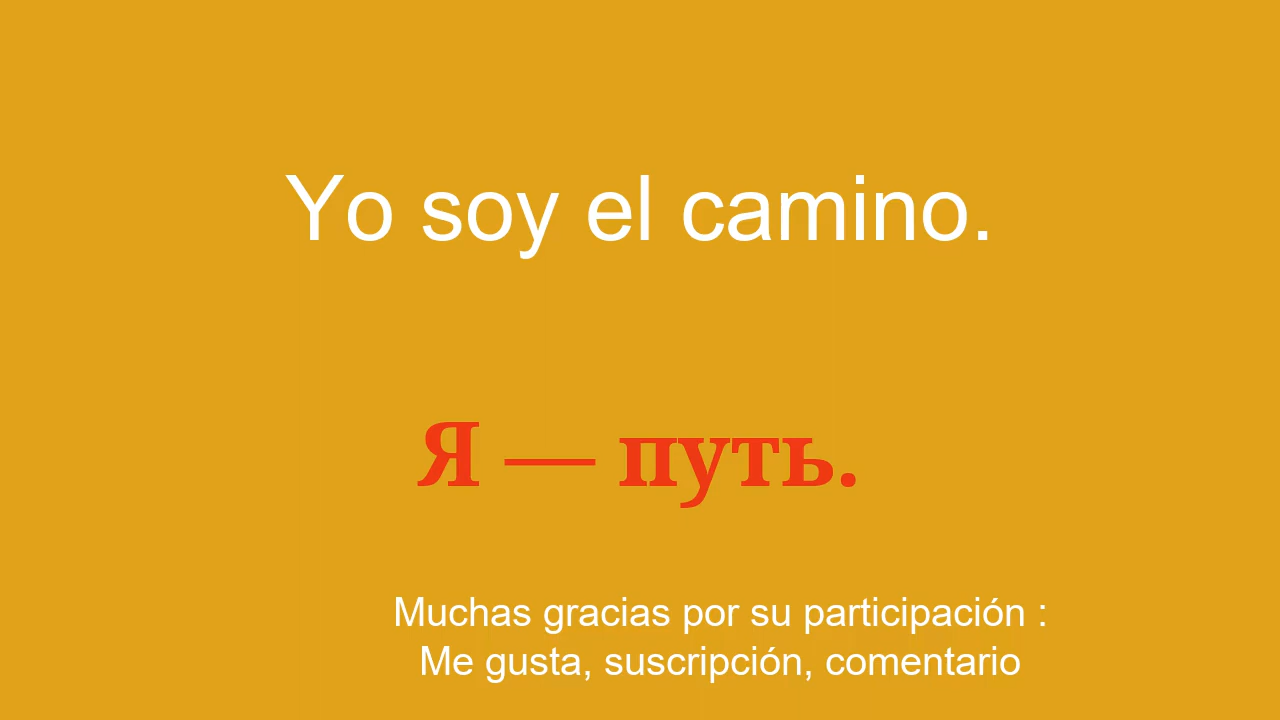 Yo soy el camino.
Я — путь.
Muchas gracias por su participación :
Me gusta, suscripción, comentario